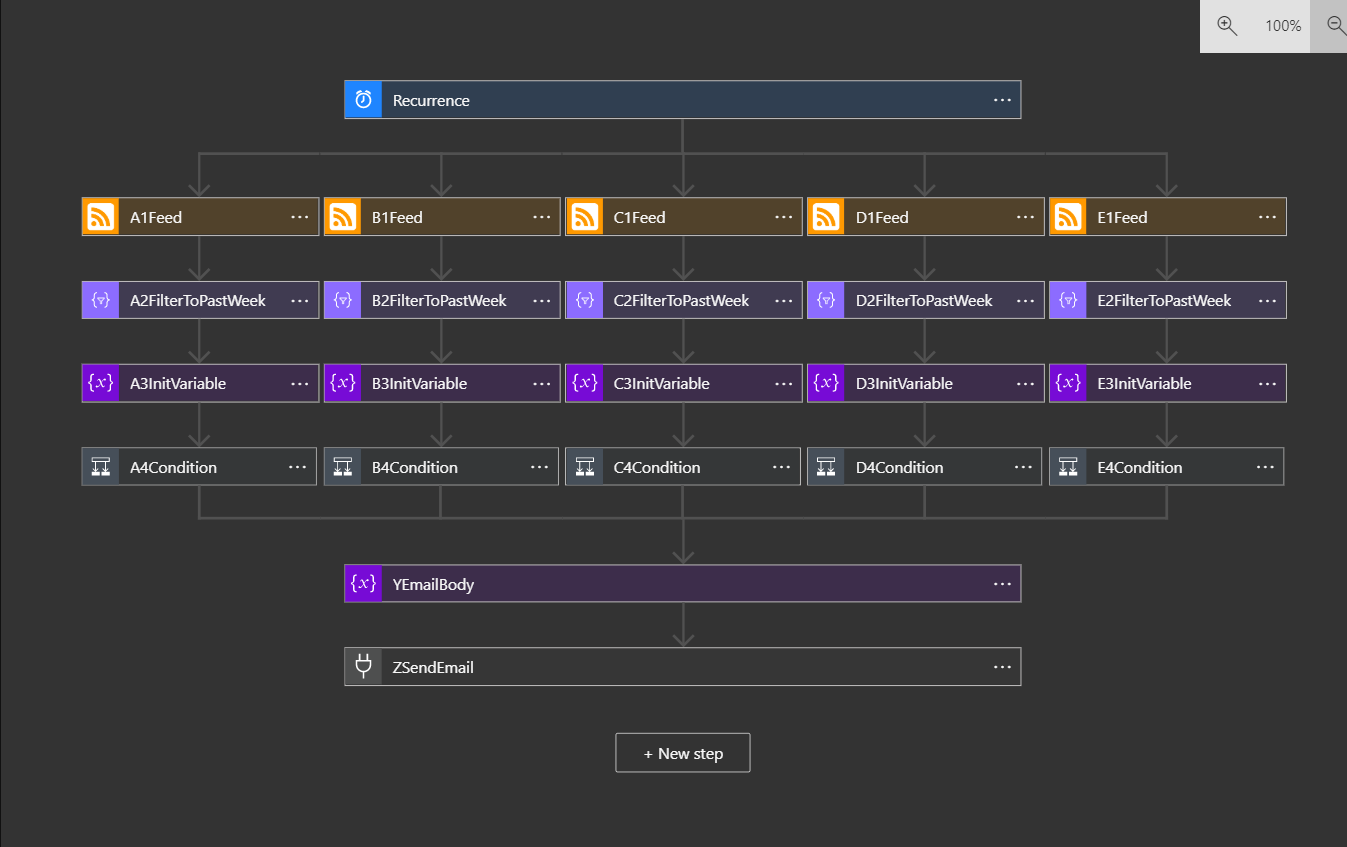 100%
Recurrence
A1Feed
B1Feed
C1Feed
D1Feed
E1Feed
A2FilterToPastWeek
B2FilterToPastWeek
C2FilterToPastWeek
D2FilterToPastWeek
E2FilterToPastWeek
{x} A3InitVariable
{x} B3InitVariable
{x} C3InitVariable
{x} D3InitVariable
{x} E3InitVariable
A4Condition
B4Condition
C4Condition
D4Condition
E4Condition
{x} YEmailBody
ZSendEmail
+ New step